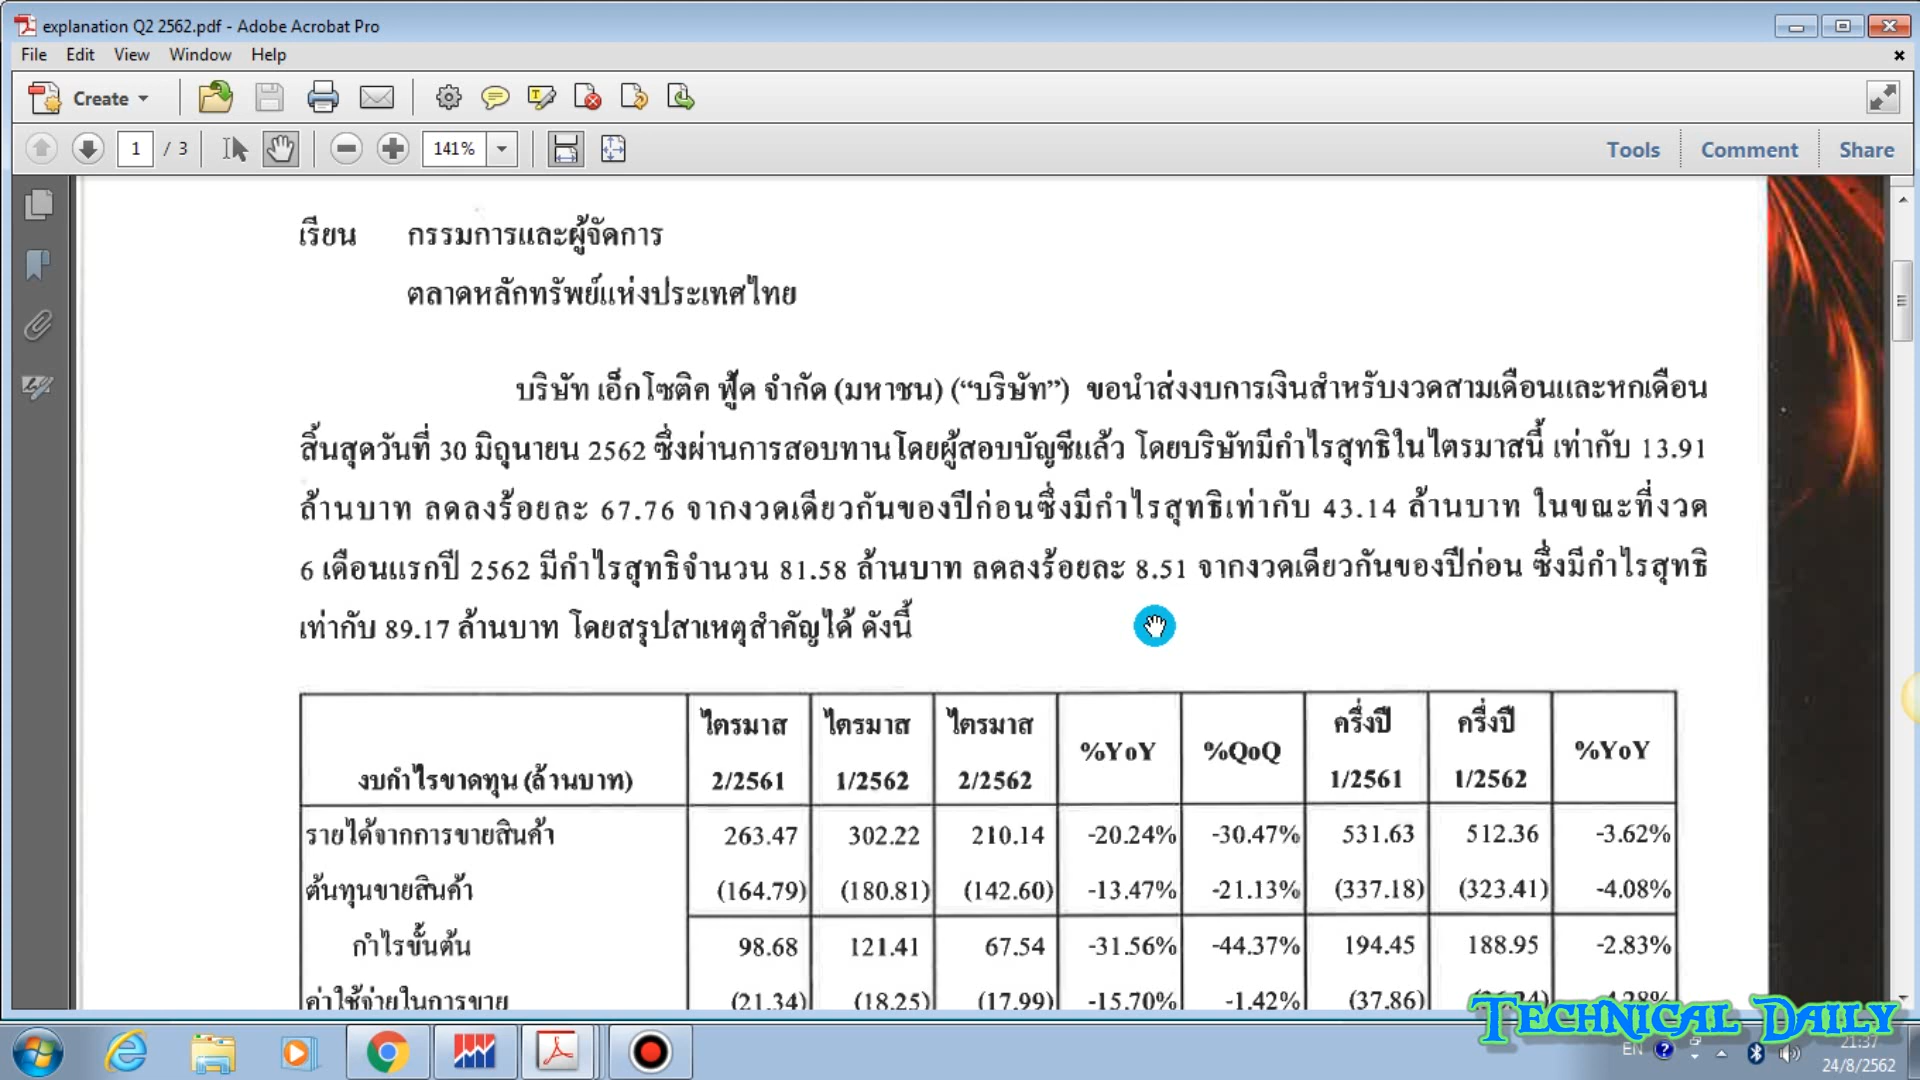 explanation Q2 2562.pdf - Adobe Acrobat Pro
File Edit View Window Help
Create
1 / 3 141% Tools Comment Share
เรียน กรรมการและผู้จัดการ
ตลาดหลักทรัพย์แห่งประเทศไทย
บริษัท เอ็กโซติค ฟู้ด จำกัด (มหาชน) (“บริษัท”) ขอนำส่งงบการเงินสำหรับงวดสามเดือนและหกเดือน
สิ้นสุดวันที่ 30 มิถุนายน 2562 ซึ่งผ่านการสอบทานโดยผู้สอบบัญชีแล้ว โดยบริษัทมีกำไรสุทธิในไตรมาสนี้ เท่ากับ 13.91
ล้านบาท ลดลงร้อยละ 67.76 จากงวดเดียวกันของปีก่อนซึ่งมีกำไรสุทธิเท่ากับ 43.14 ล้านบาท ในขณะที่งวด
6 เดือนแรกปี 2562 มีกำไรสุทธิจำนวน 81.58 ล้านบาท ลดลงร้อยละ 8.51 จากงวดเดียวกันของปีก่อน ซึ่งมีกำไรสุทธิ
เท่ากับ 89.17 ล้านบาท โดยสรุปสาเหตุสำคัญได้ ดังนี้
งบกำไรขาดทุน (ล้านบาท) ไตรมาส 2/2561 ไตรมาส 1/2562 ไตรมาส 2/2562 %YoY %QoQ ครึ่งปี 1/2561 ครึ่งปี 1/2562 %YoY
รายได้จากการขายสินค้า 263.47 302.22 210.14 -20.24% -30.47% 531.63 512.36 -3.62%
ต้นทุนขายสินค้า (164.79) (180.81) (142.60) -13.47% -21.13% (337.18) (323.41) -4.08%
กำไรขั้นต้น 98.68 121.41 67.54 -31.56% -44.37% 194.45 188.95 -2.83%
ค่าใช้จ่ายในการขาย (21.34) (18.25) (17.99) -15.70% -1.42% (37.86)
Technical Daily
EN
21:37
24/8/2562